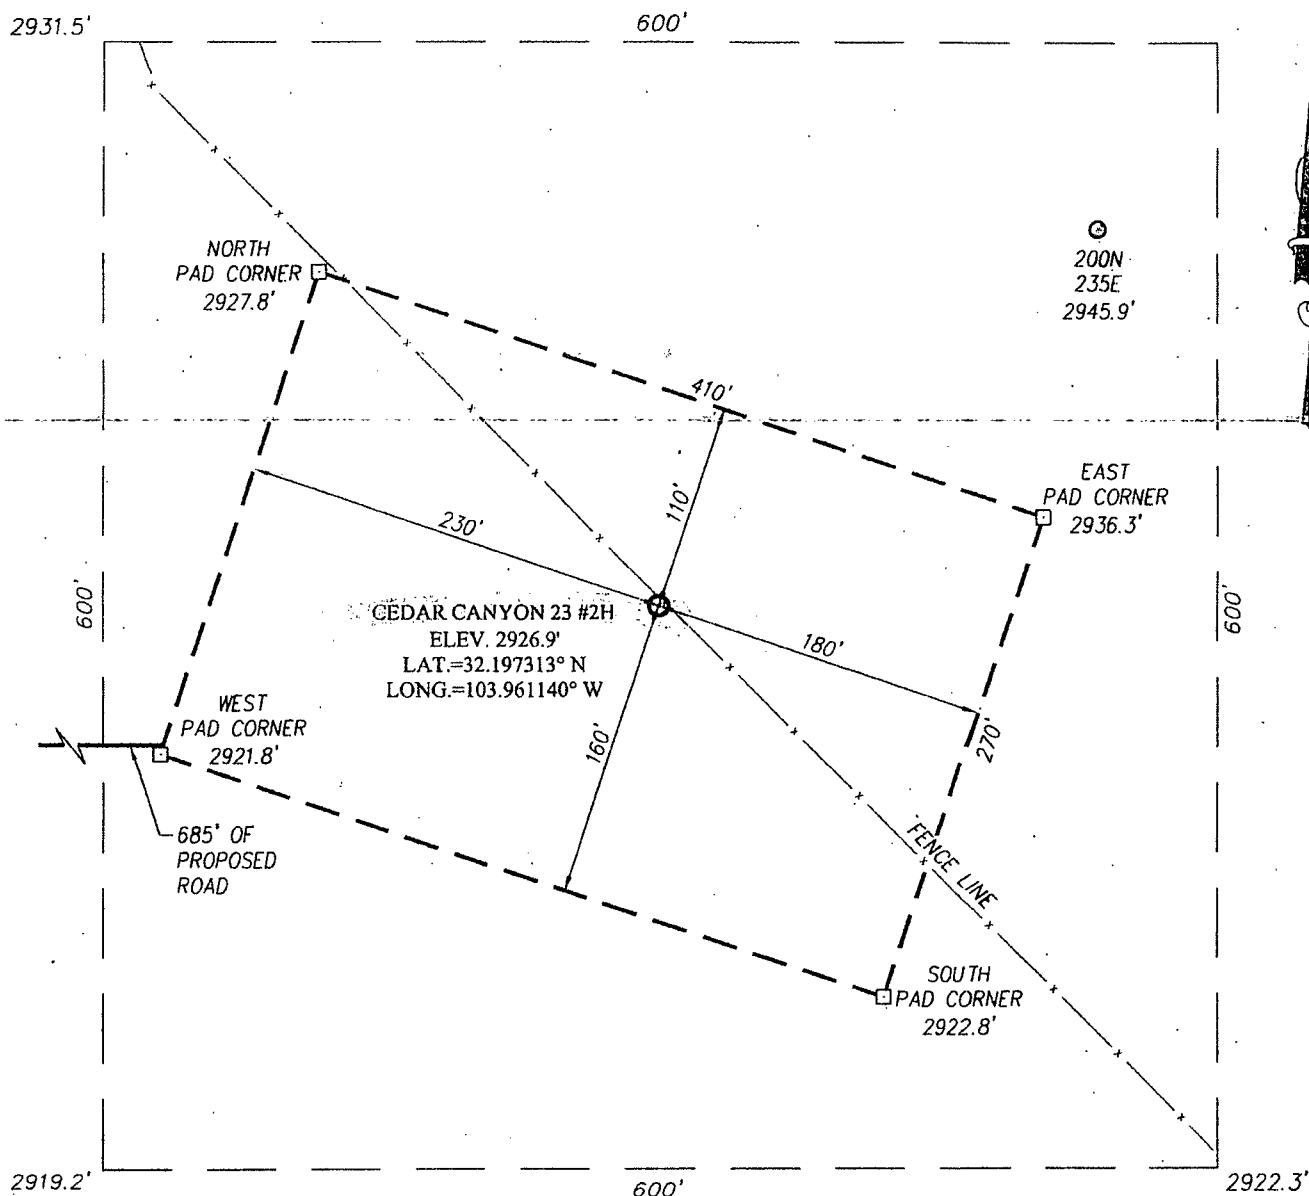 2931.5'
600'
NORTH
PAD CORNER
2927.8'
200N
235E
2945.9'
410'
EAST
PAD CORNER
2936.3'
110'
230'
600'
CEDAR CANYON 23 #2H
ELEV. 2926.9'
LAT.=32.197313° N
LONG.=103.961140° W
600'
180'
WEST
PAD CORNER
2921.8'
160'
270'
685' OF
PROPOSED
ROAD
FENCE LINE
SOUTH
PAD CORNER
2922.8'
2919.2'
600'
2922.3'